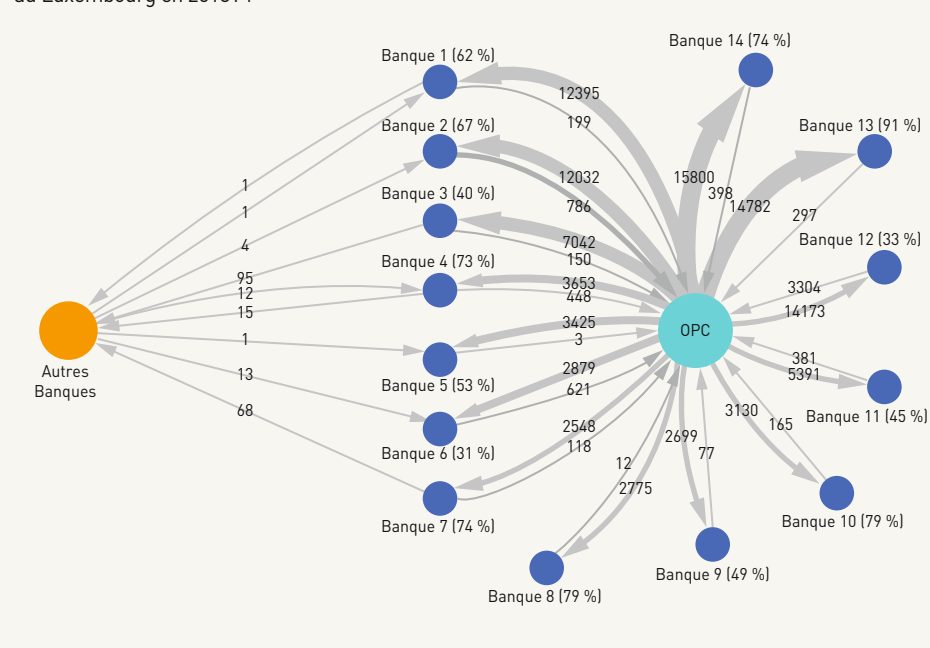 Banque 14 (74 %)
Banque 1 (62 %)
12395
199
Banque 2 (67 %)
Banque 13 (91 %)
12032
786
15800
398
14782
297
1
1
Banque 3 (40 %)
4
7042
150
Banque 12 (33 %)
Banque 4 (73 %)
95
12
15
3653
448
3304
14173
1
3425
3
OPC
Autres
Banques
Banque 5 (53 %)
381
5391
13
2879
621
Banque 11 (45 %)
68
Banque 6 (31 %)
2548
118
3130
165
2699
77
12
2775
Banque 7 (74 %)
Banque 10 (79 %)
Banque 9 (49 %)
Banque 8 (79 %)